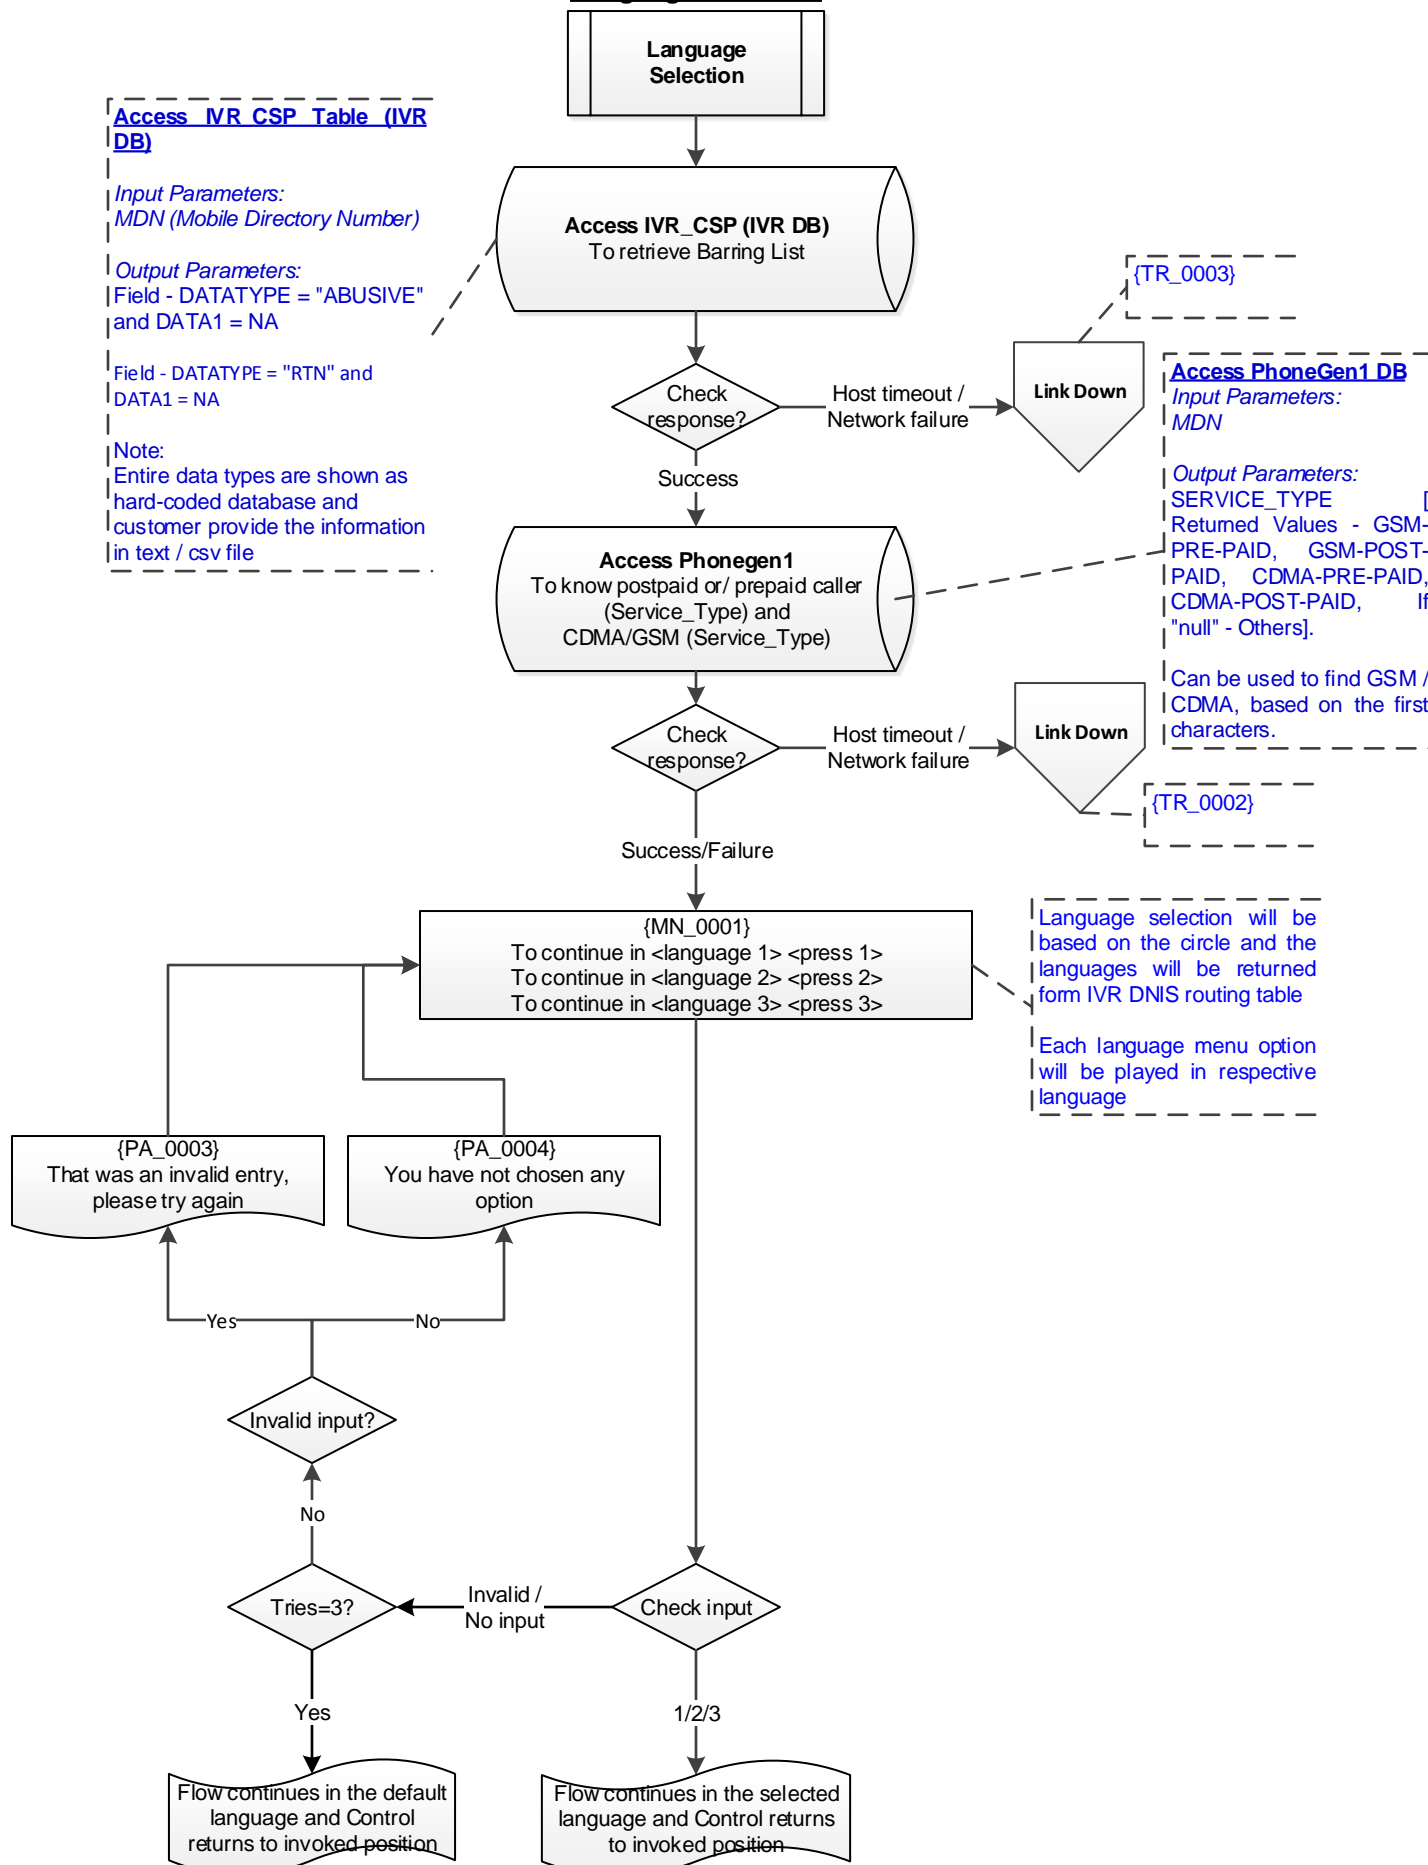 Language
Selection
Access IVR_CSP Table (IVR
DB)
Input Parameters:
MDN (Mobile Directory Number)
Output Parameters:
Field - DATATYPE = "ABUSIVE"
and DATA1 = NA
Field - DATATYPE = "RTN" and
DATA1 = NA
Note:
Entire data types are shown as
hard-coded database and
customer provide the information
in text / csv file
Access IVR_CSP (IVR DB)
To retrieve Barring List
{TR_0003}
Check
response?
Host timeout /
Network failure
Link Down
Success
Access PhoneGen1 DB
Input Parameters:
MDN
Output Parameters:
SERVICE_TYPE [
Returned Values - GSM-
PRE-PAID, GSM-POST-
PAID, CDMA-PRE-PAID,
CDMA-POST-PAID, If
"null" - Others].
Can be used to find GSM /
CDMA, based on the first
characters.
Access Phonegen1
To know postpaid or/ prepaid caller
(Service_Type) and
CDMA/GSM (Service_Type)
Check
response?
Host timeout /
Network failure
Link Down
{TR_0002}
Success/Failure
{MN_0001}
To continue in <language 1> <press 1>
To continue in <language 2> <press 2>
To continue in <language 3> <press 3>
Language selection will be
based on the circle and the
languages will be returned
form IVR DNIS routing table
Each language menu option
will be played in respective
language
{PA_0003}
That was an invalid entry,
please try again
{PA_0004}
You have not chosen any
option
Yes
No
Invalid input?
No
Tries=3?
Invalid /
No input
Check input
Yes
1/2/3
Flow continues in the default
language and Control
returns to invoked position
Flow continues in the selected
language and Control returns
to invoked position